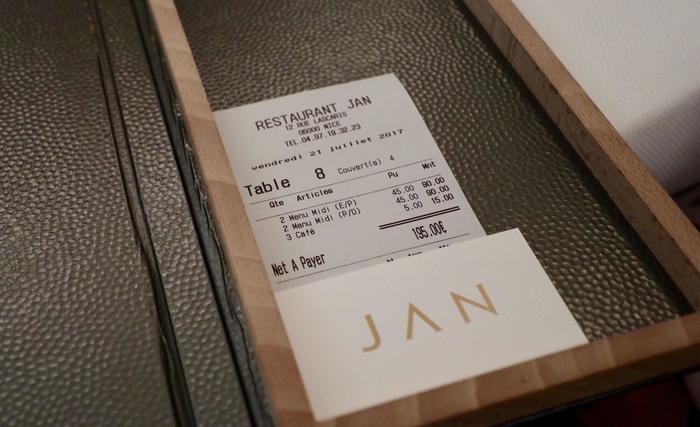 RESTAURANT JAN
12 RUE LASCARIS
06000 NICE
TEL.04.97.19.32.23
vendredi 21 juillet 2017
Table 8 Couvert(s) 4
Qte Articles Pu Mnt
2 Menu Midi (E/P) 45.00 90.00
2 Menu Midi (P/D) 45.00 90.00
3 Café 5.00 15.00
195.00€
Net A Payer
JAN